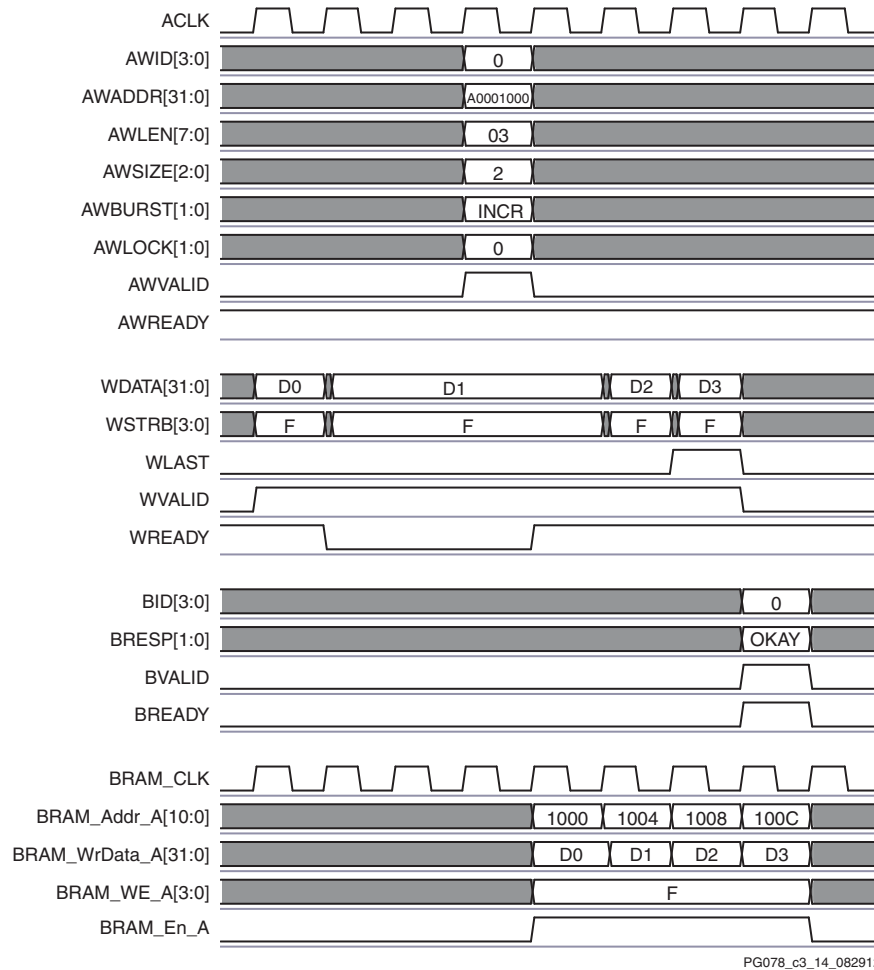 ACLK
AWID[3:0] 0
AWADDR[31:0] A0001000
AWLEN[7:0] 03
AWSIZE[2:0] 2
AWBURST[1:0] INCR
AWLOCK[1:0] 0
AWVALID
AWREADY
WDATA[31:0] D0 D1 D2 D3
WSTRB[3:0] F F F F
WLAST
WVALID
WREADY
BID[3:0] 0
BRESP[1:0] OKAY
BVALID
BREADY
BRAM_CLK
BRAM_Addr_A[10:0] 1000 1004 1008 100C
BRAM_WrData_A[31:0] D0 D1 D2 D3
BRAM_WE_A[3:0] F
BRAM_En_A